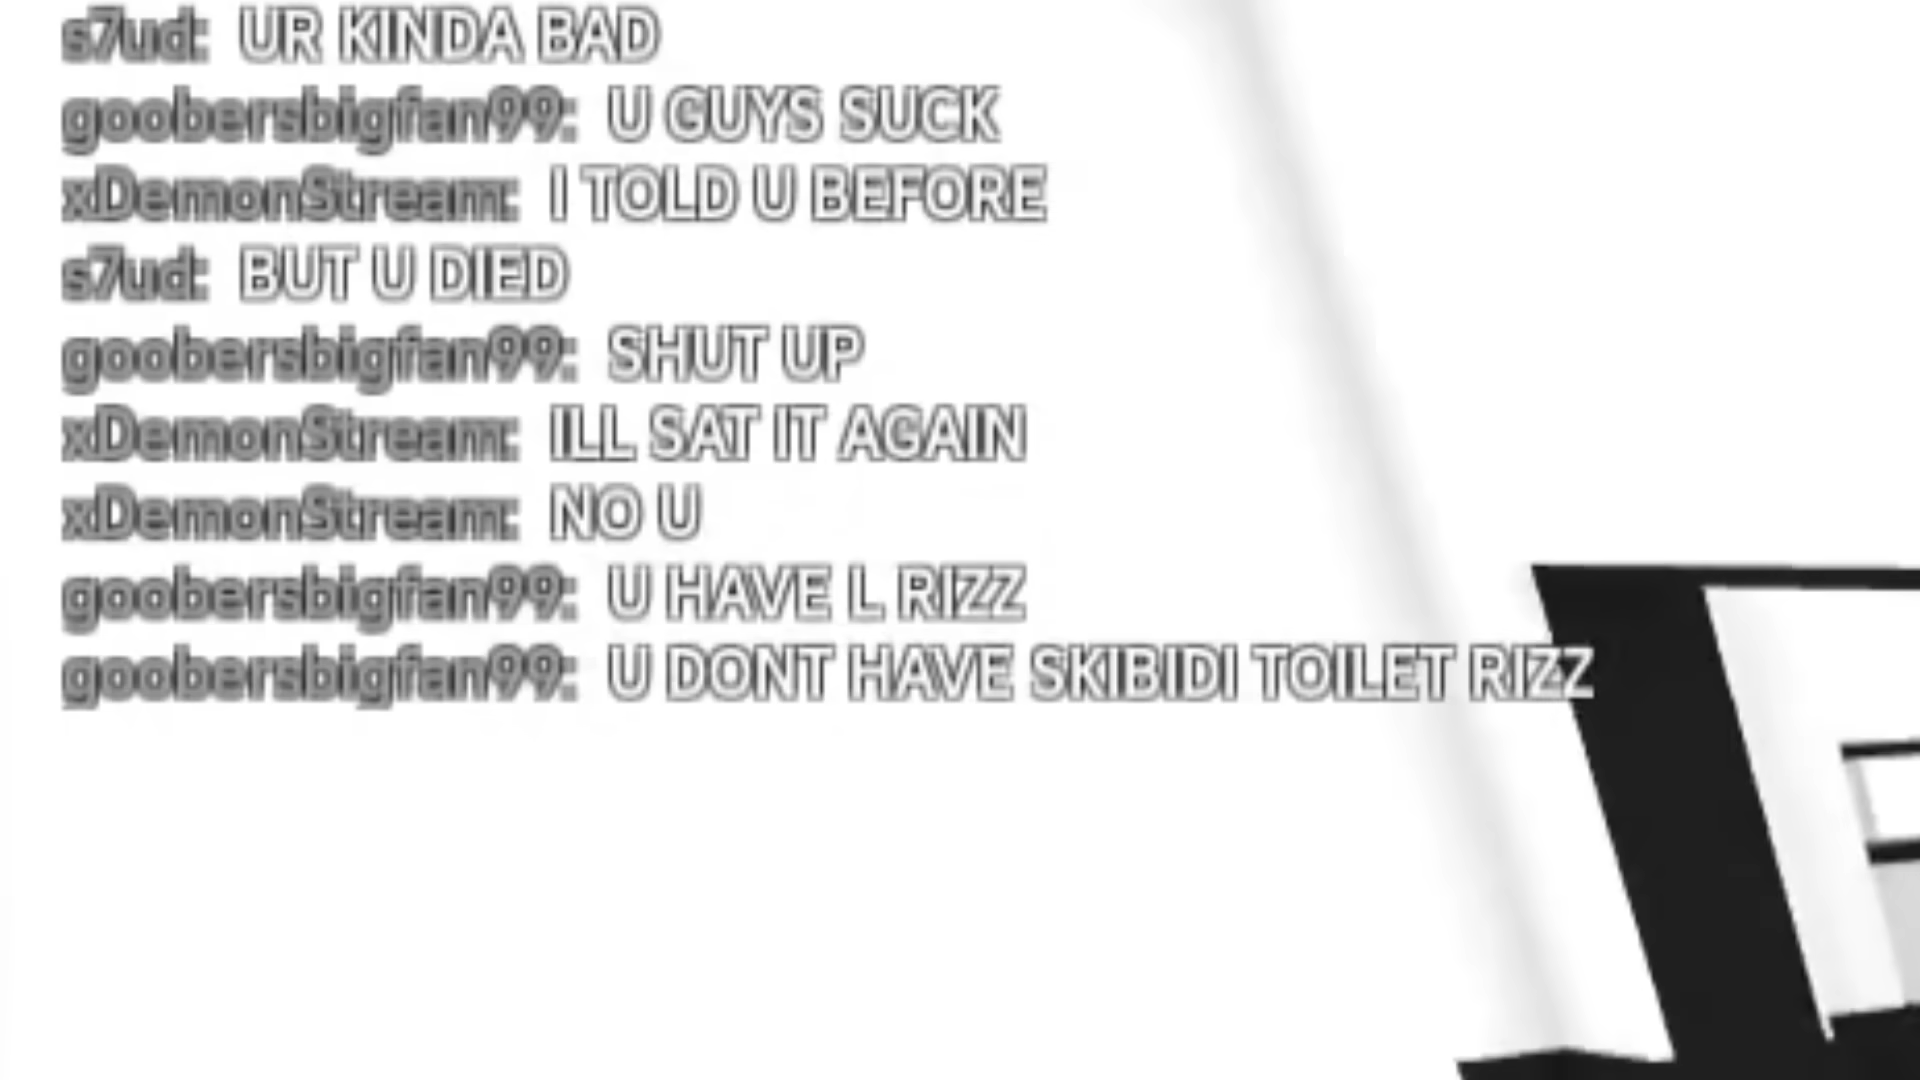 s7ud: UR KINDA BAD
goobersbigfan99: U GUYS SUCK
xDemonStream: I TOLD U BEFORE
s7ud: BUT U DIED
goobersbigfan99: SHUT UP
xDemonStream: ILL SAT IT AGAIN
xDemonStream: NO U
goobersbigfan99: U HAVE L RIZZ
goobersbigfan99: U DONT HAVE SKIBIDI TOILET RIZZ